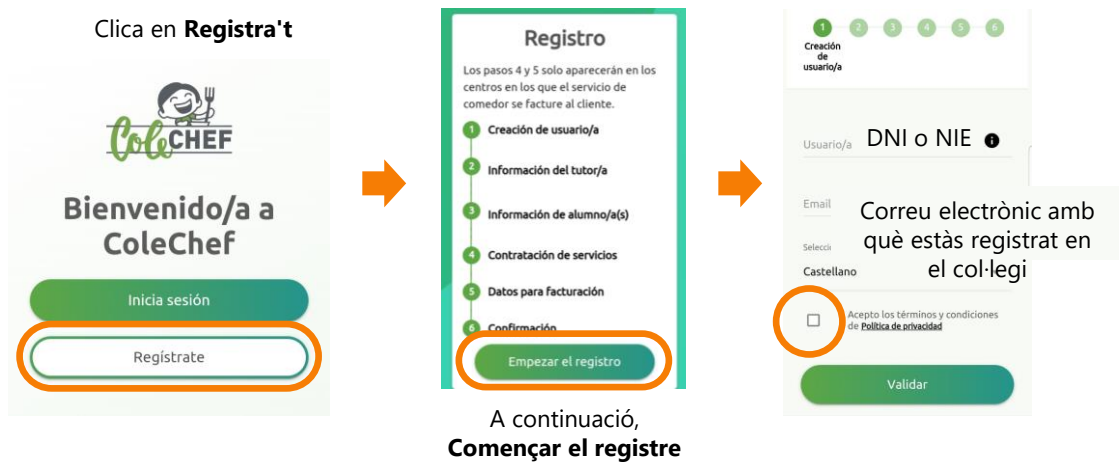 Clica en Registra't
ColeCHEF
Bienvenido/a a
ColeChef
Inicia sesión
Regístrate
Registro
Los pasos 4 y 5 solo aparecerán en los
centros en los que el servicio de
comedor se facture al cliente.
1 Creación de usuario/a
2 Información del tutor/a
3 Información de alumno/a(s)
4 Contratación de servicios
5 Datos para facturación
6 Confirmación
Empezar el registro
A continuació,
Començar el registre
1 2 3 4 5 6
Creación
de
usuario/a
Usuario/a DNI o NIE
Email
Correu electrònic amb
què estàs registrat en
el col·legi
Castellano
Acepto los términos y condiciones
de Política de privacidad
Validar